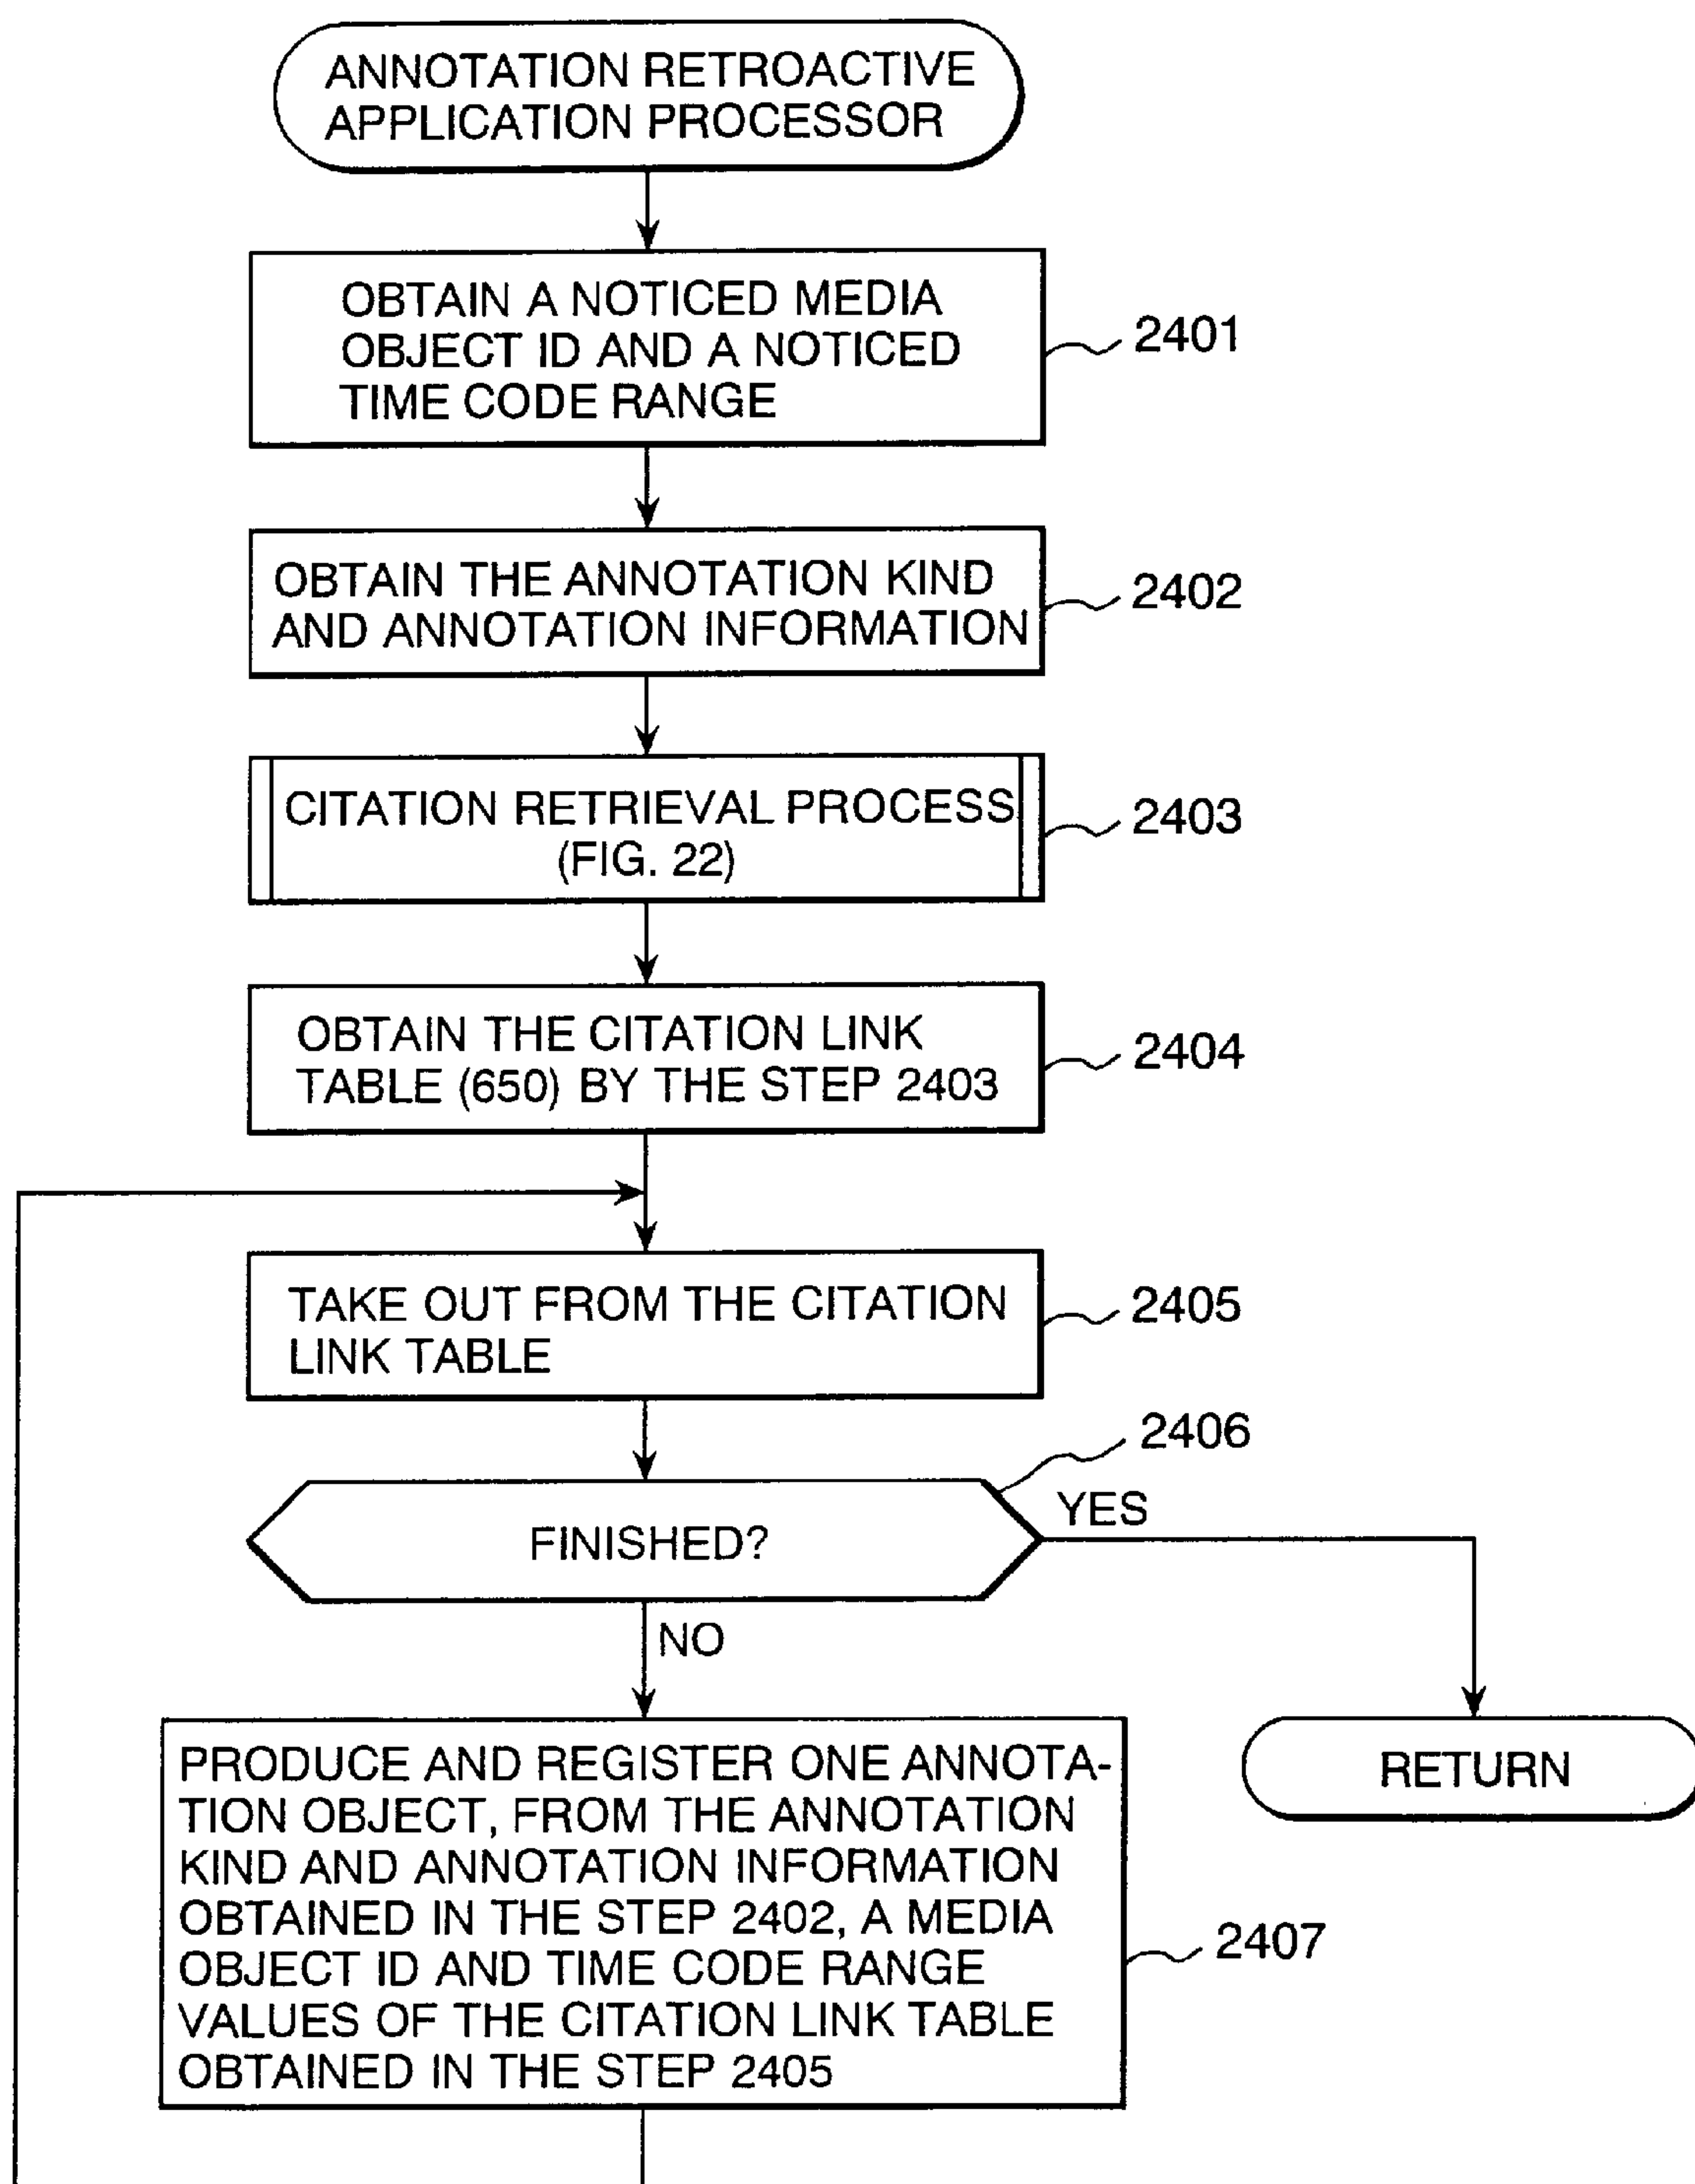 ANNOTATION RETROACTIVE
APPLICATION PROCESSOR
OBTAIN A NOTICED MEDIA
OBJECT ID AND A NOTICED
TIME CODE RANGE
2401
OBTAIN THE ANNOTATION KIND
AND ANNOTATION INFORMATION
2402
CITATION RETRIEVAL PROCESS
(FIG. 22)
2403
OBTAIN THE CITATION LINK
TABLE (650) BY THE STEP 2403
2404
TAKE OUT FROM THE CITATION
LINK TABLE
2405
2406
FINISHED?
YES
NO
PRODUCE AND REGISTER ONE ANNOTA-
TION OBJECT, FROM THE ANNOTATION
KIND AND ANNOTATION INFORMATION
OBTAINED IN THE STEP 2402, A MEDIA
OBJECT ID AND TIME CODE RANGE
VALUES OF THE CITATION LINK TABLE
OBTAINED IN THE STEP 2405
2407
RETURN